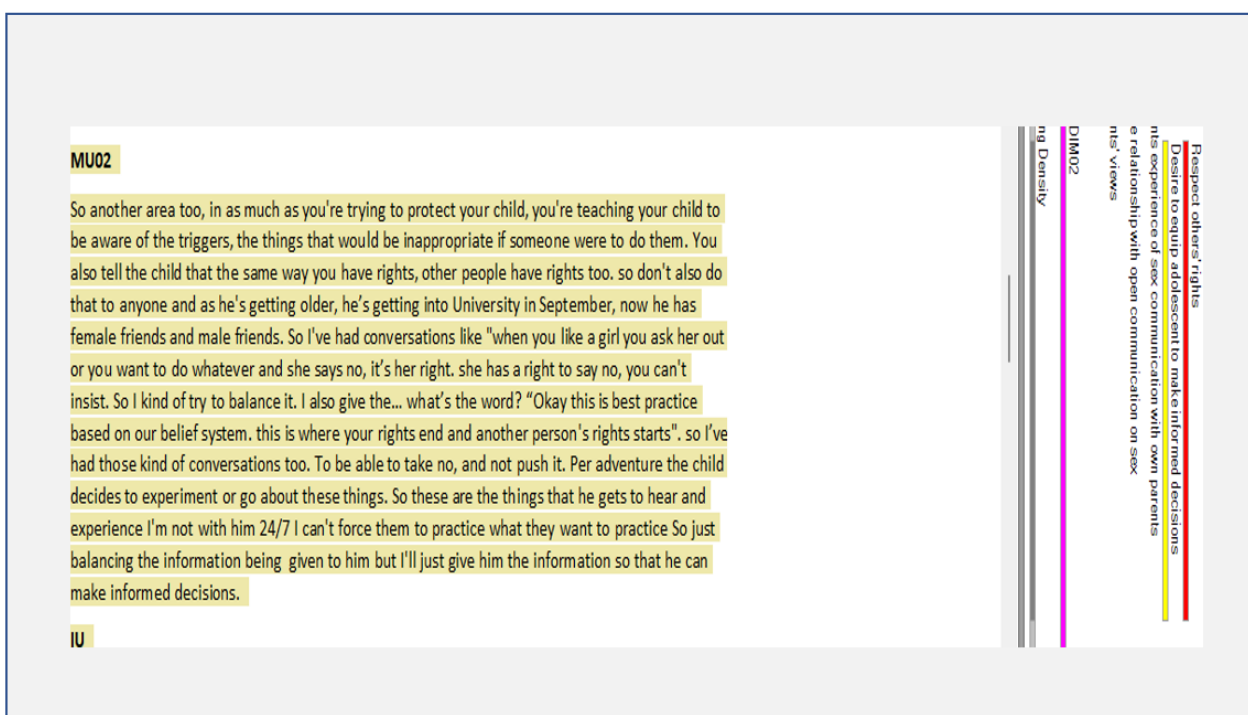 MU02
So another area too, in as much as you're trying to protect your child, you're teaching your child to
be aware of the triggers, the things that would be inappropriate if someone were to do them. You
also tell the child that the same way you have rights, other people have rights too. so don't also do
that to anyone and as he's getting older, he’s getting into University in September, now he has
female friends and male friends. So I've had conversations like "when you like a girl you ask her out
or you want to do whatever and she says no, it’s her right. she has a right to say no, you can't
insist. So I kind of try to balance it. I also give the... what’s the word? “Okay this is best practice
based on our belief system. this is where your rights end and another person's rights starts". so I’ve
had those kind of conversations too. To be able to take no, and not push it. Per adventure the child
decides to experiment or go about these things. So these are the things that he gets to hear and
experience I'm not with him 24/7 I can't force them to practice what they want to practice So just
balancing the information being given to him but I'll just give him the information so that he can
make informed decisions.
IU
Respect others' rights
Desire to equip adolescent to make informed decisions
nts experience of sex communication with own parents
e relationship with open communication on sex
nts' views
DIM02
ng Density